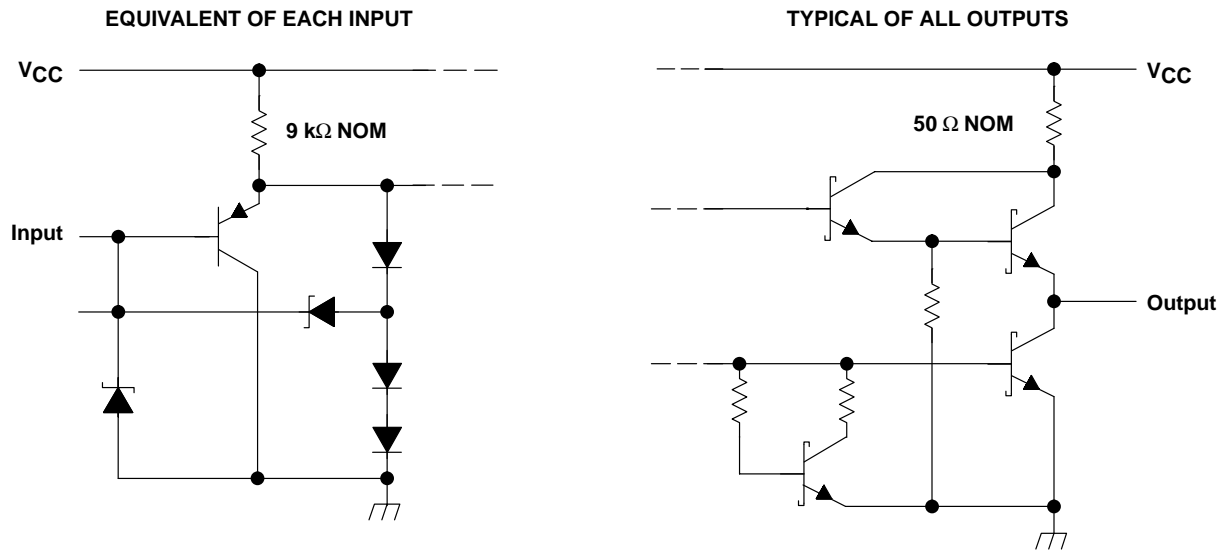 EQUIVALENT OF EACH INPUT
VCC
9 kΩ NOM
Input
TYPICAL OF ALL OUTPUTS
VCC
50 Ω NOM
Output